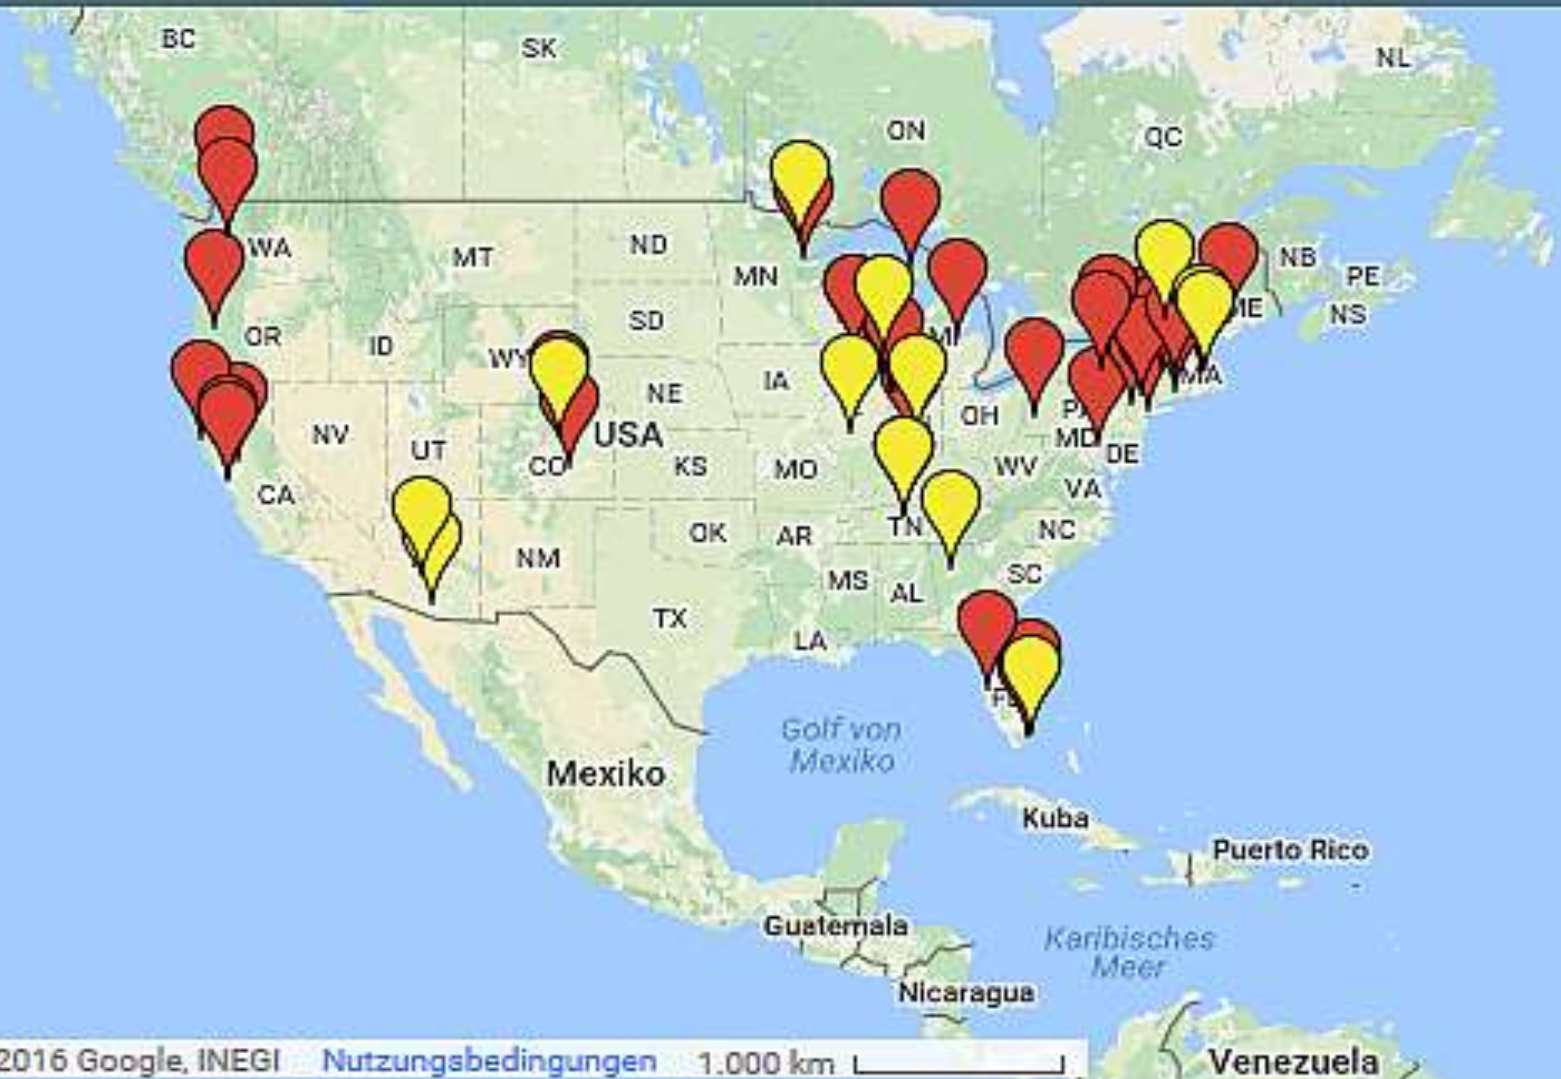 BC
SK
NL
ON
QC
WA
MT
ND
MN
NB
PE
NS
ME
OR
ID
SD
MI
WY
NE
IA
MA
NV
UT
USA
OH
PA
MD
DE
CO
KS
MO
WV
CA
VA
OK
AR
TN
NC
NM
MS
AL
SC
TX
LA
FL
Golf von
Mexiko
Mexiko
Kuba
Puerto Rico
Guatemala
Karibisches
Meer
Nicaragua
2016 Google, INEGI Nutzungsbedingungen 1.000 km
Venezuela